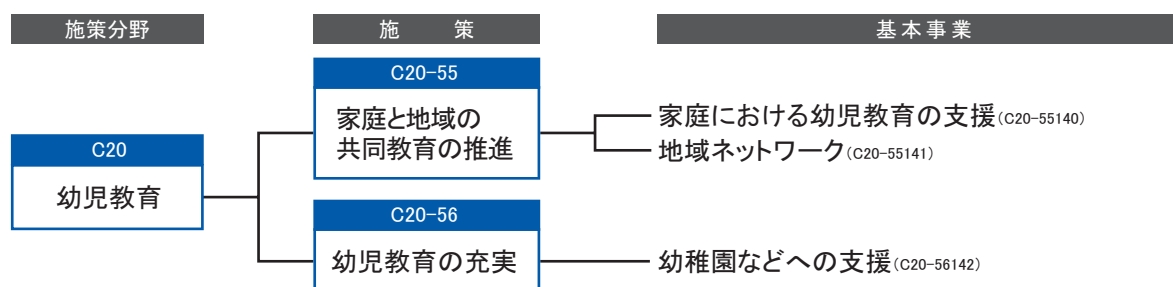 施策分野
施策
基本事業
C20-55
家庭と地域の
共同教育の推進
家庭における幼児教育の支援(C20-55140)
地域ネットワーク(C20-55141)
C20
幼児教育
C20-56
幼児教育の充実
幼稚園などへの支援(C20-56142)